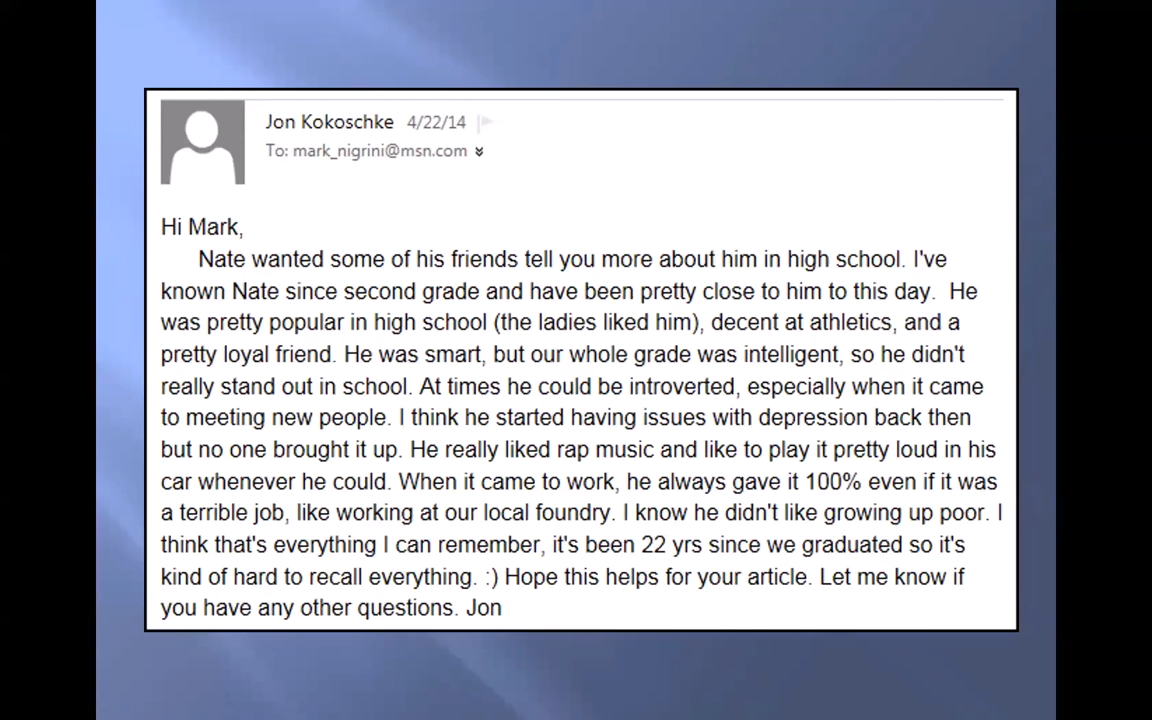 Jon Kokoschke 4/22/14
To: mark_nigrini@msn.com
Hi Mark,
Nate wanted some of his friends tell you more about him in high school. I've
known Nate since second grade and have been pretty close to him to this day.  He
was pretty popular in high school (the ladies liked him), decent at athletics, and a
pretty loyal friend. He was smart, but our whole grade was intelligent, so he didn't
really stand out in school. At times he could be introverted, especially when it came
to meeting new people. I think he started having issues with depression back then
but no one brought it up. He really liked rap music and like to play it pretty loud in his
car whenever he could. When it came to work, he always gave it 100% even if it was
a terrible job, like working at our local foundry. I know he didn't like growing up poor. I
think that's everything I can remember, it's been 22 yrs since we graduated so it's
kind of hard to recall everything. :) Hope this helps for your article. Let me know if
you have any other questions. Jon